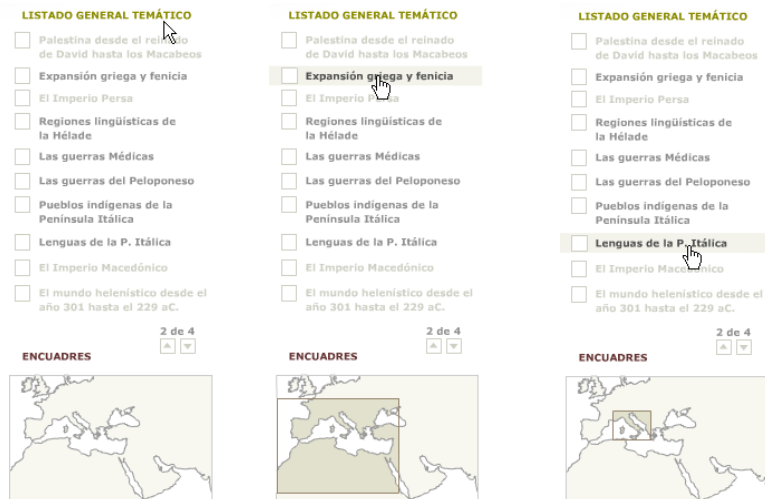 LISTADO GENERAL TEMÁTICO
Palestina desde el reinado
de David hasta los Macabeos
Expansión griega y fenicia
El Imperio Persa
Regiones lingüísticas de
la Hélade
Las guerras Médicas
Las guerras del Peloponeso
Pueblos indígenas de la
Península Itálica
Lenguas de la P. Itálica
El Imperio Macedónico
El mundo helenístico desde el
año 301 hasta el 229 aC.
2 de 4
ENCUADRES
LISTADO GENERAL TEMÁTICO
Palestina desde el reinado
de David hasta los Macabeos
Expansión griega y fenicia
El Imperio Persa
Regiones lingüísticas de
la Hélade
Las guerras Médicas
Las guerras del Peloponeso
Pueblos indígenas de la
Península Itálica
Lenguas de la P. Itálica
El Imperio Macedónico
El mundo helenístico desde el
año 301 hasta el 229 aC.
2 de 4
ENCUADRES
LISTADO GENERAL TEMÁTICO
Palestina desde el reinado
de David hasta los Macabeos
Expansión griega y fenicia
El Imperio Persa
Regiones lingüísticas de
la Hélade
Las guerras Médicas
Las guerras del Peloponeso
Pueblos indígenas de la
Península Itálica
Lenguas de la P. Itálica
El Imperio Macedónico
El mundo helenístico desde el
año 301 hasta el 229 aC.
2 de 4
ENCUADRES